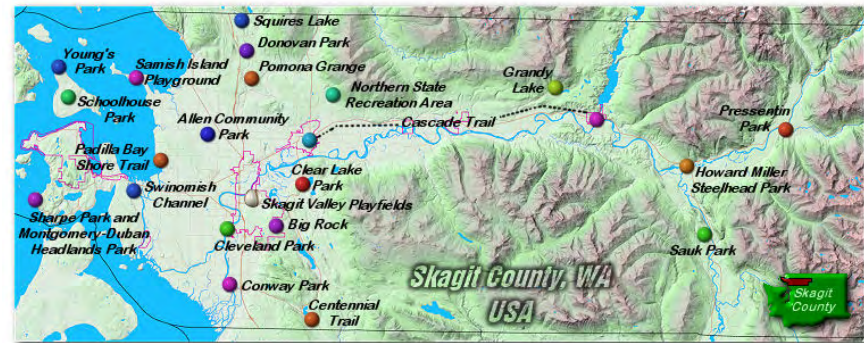 Squires Lake
Donovan Park
Young's
Park
Samish Island
Playground
Pomona Grange
Grandy
Lake
Northern State
Recreation Area
Schoolhouse
Park
Allen Community
Park
Cascade Trail
Pressentin
Park
Padilla Bay
Shore Trail
Clear Lake
Park
Howard Miller
Steelhead Park
Swinomish
Channel
Skagit Valley Playfields
Sharpe Park and
Montgomery-Duban
Headlands Park
Big Rock
Cleveland Park
Sauk Park
Skagit County, WA
USA
Conway Park
Centennial
Trail
Skagit
County